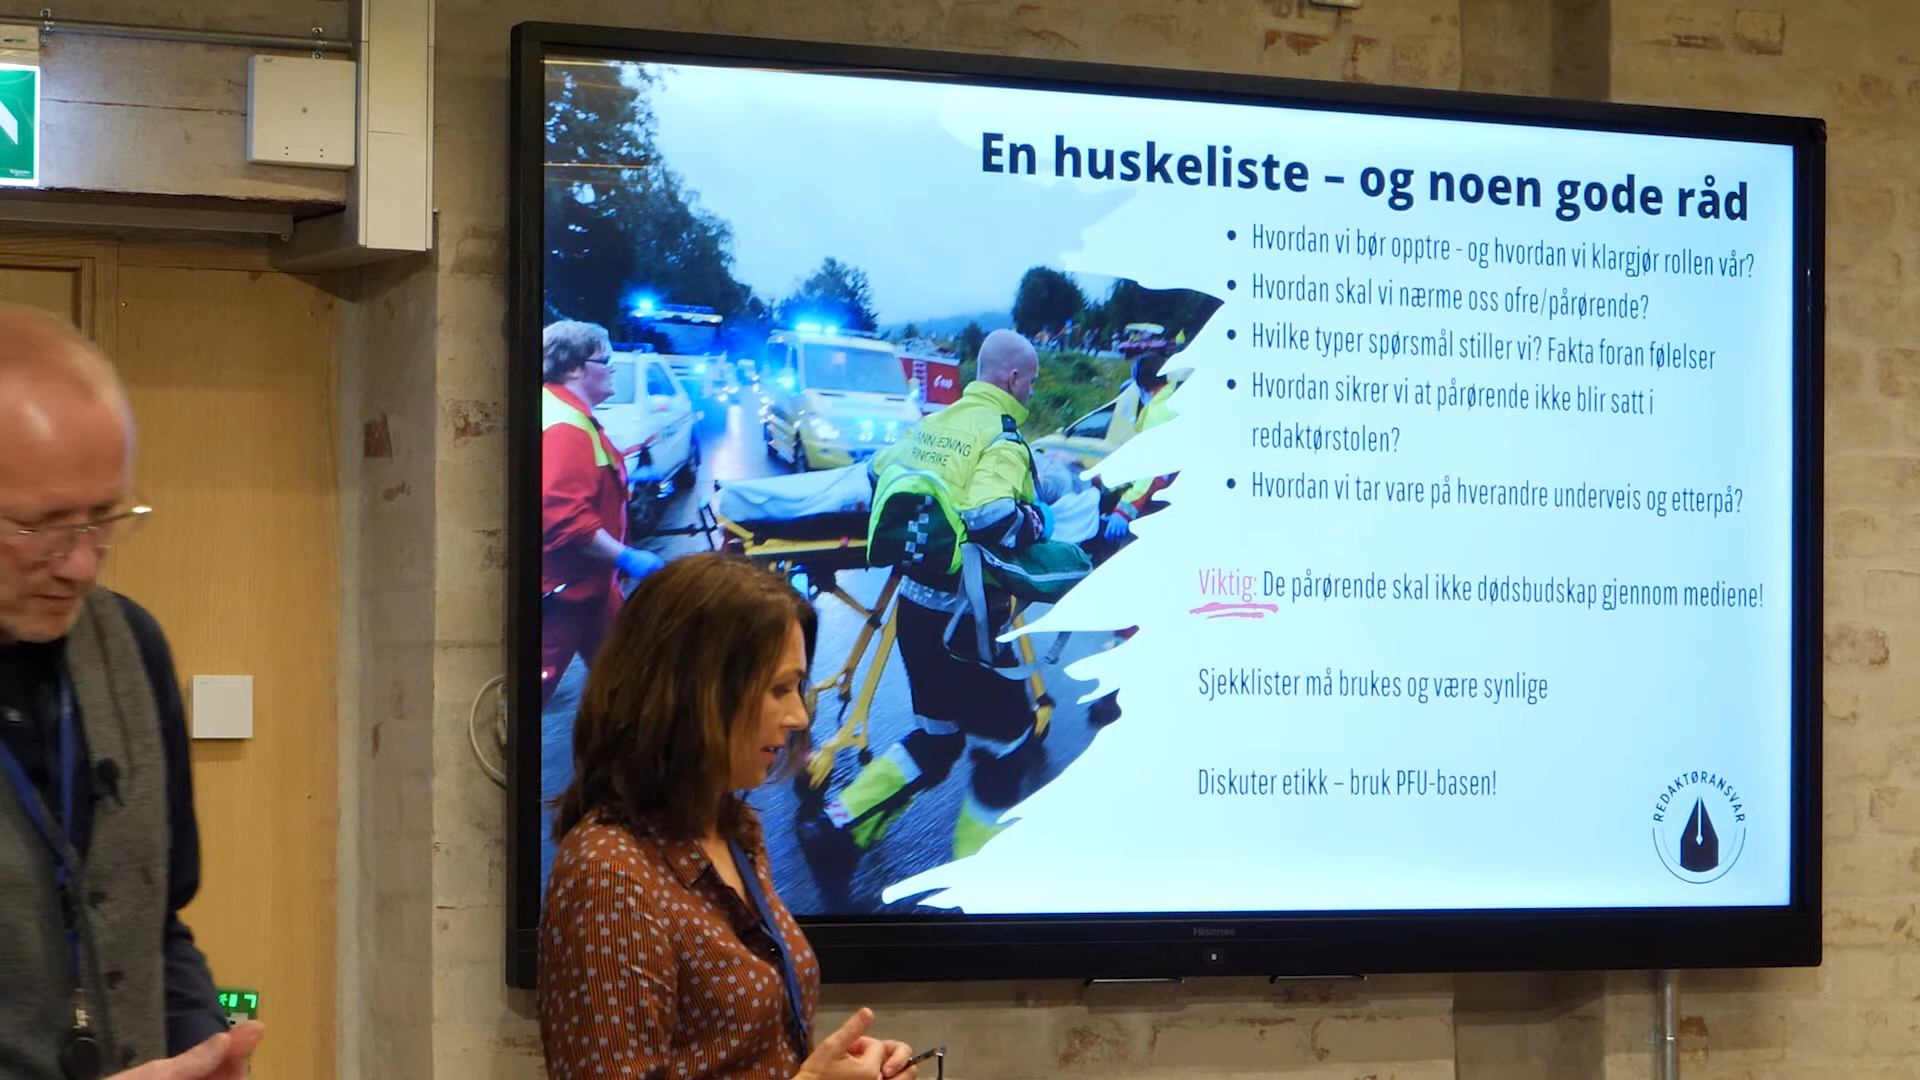 En huskeliste – og noen gode råd
• Hvordan vi bør opptre - og hvordan vi klargjør rollen vår?
• Hvordan skal vi nærme oss ofre/pårørende?
• Hvilke typer spørsmål stiller vi? Fakta foran følelser
• Hvordan sikrer vi at pårørende ikke blir satt i
redaktørstolen?
• Hvordan vi tar vare på hverandre underveis og etterpå?
Viktig: De pårørende skal ikke dødsbudskap gjennom mediene!
Sjekklister må brukes og være synlige
Diskuter etikk – bruk PFU-basen!
REDAKTØRANSVAR
Hisense